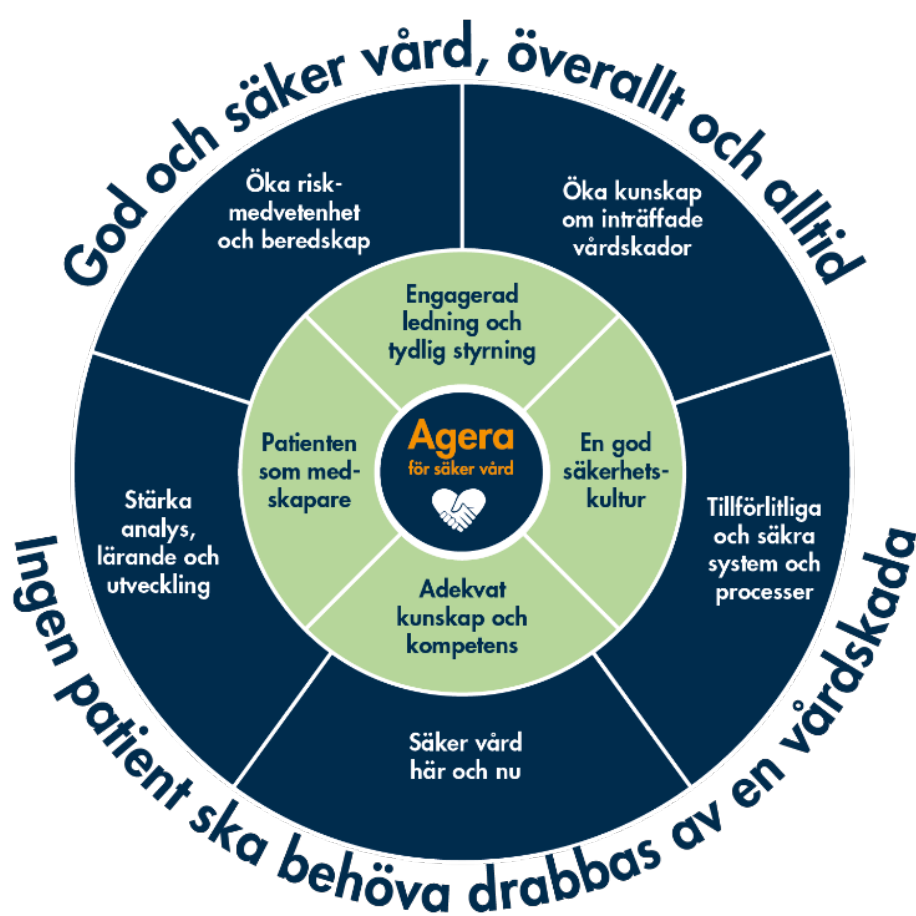 God och säker vård, överallt och alltid
Öka risk-
medvetenhet
och beredskap
Öka kunskap
om inträffade
vårdskador
Engagerad
ledning och
tydlig styrning
Patienten
som med-
skapare
Agera
för säker vård
En god
säkerhets-
kultur
Stärka
analys,
lärande och
utveckling
Tillförlitliga
och säkra
system och
processer
Adekvat
kunskap och
kompetens
Säker vård
här och nu
Ingen patient ska behöva drabbas av en vårdskada